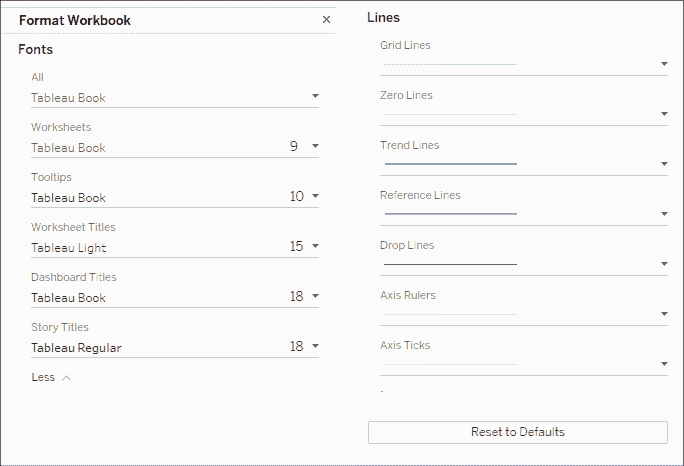 Format Workbook
Fonts
All
Tableau Book
Worksheets
Tableau Book 9
Tooltips
Tableau Book 10
Worksheet Titles
Tableau Light 15
Dashboard Titles
Tableau Book 18
Story Titles
Tableau Regular 18
Less
Lines
Grid Lines
Zero Lines
Trend Lines
Reference Lines
Drop Lines
Axis Rulers
Axis Ticks
Reset to Defaults